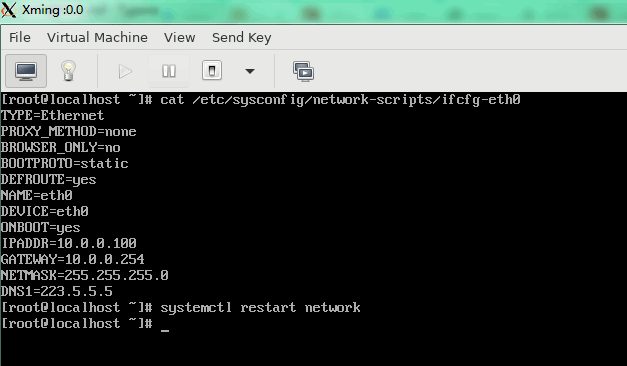 Xming :0.0
File Virtual Machine View Send Key
[root@localhost ~]# cat /etc/sysconfig/network-scripts/ifcfg-eth0
TYPE=Ethernet
PROXY_METHOD=none
BROWSER_ONLY=no
BOOTPROTO=static
DEFROUTE=yes
NAME=eth0
DEVICE=eth0
ONBOOT=yes
IPADDR=10.0.0.100
GATEWAY=10.0.0.254
NETMASK=255.255.255.0
DNS1=223.5.5.5
[root@localhost ~]# systemctl restart network
[root@localhost ~]# _